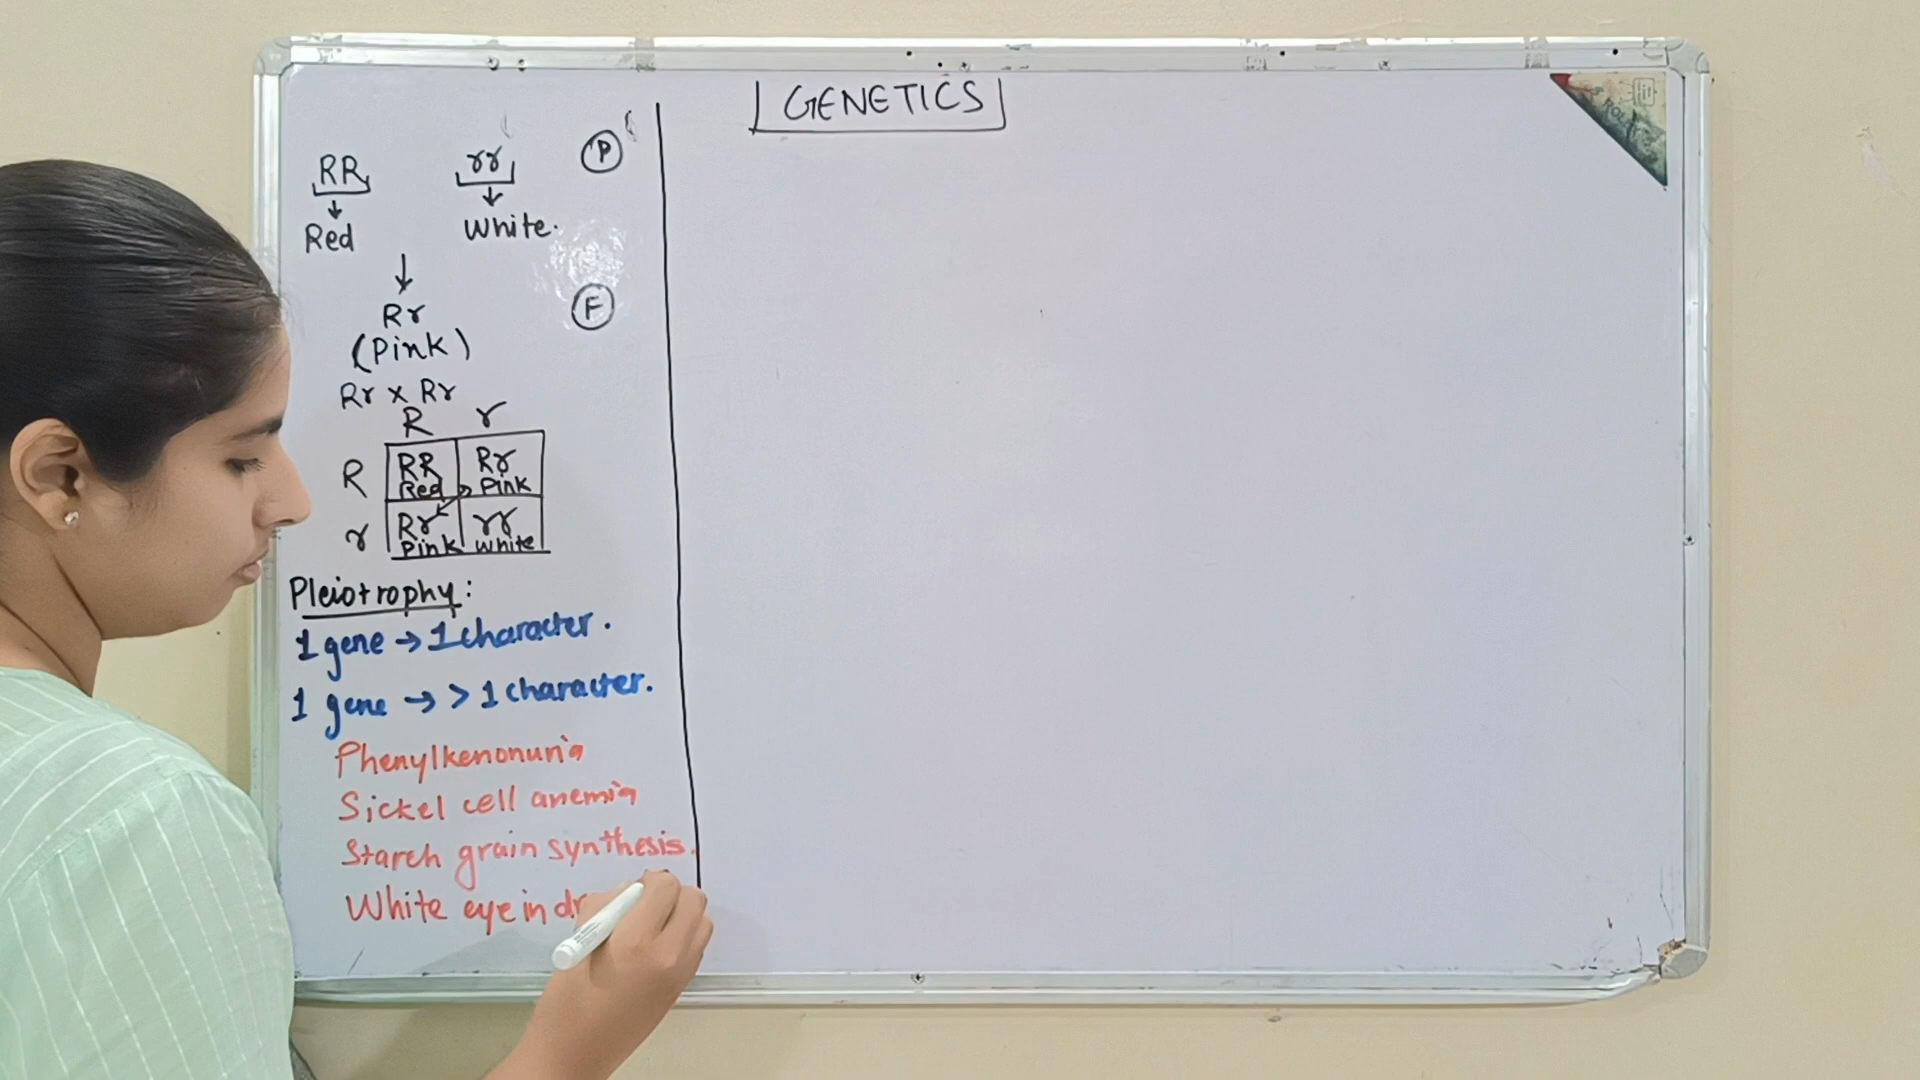 GENETICS
RR rr P
Red White.
Rr F
(Pink)
Rr x Rr
R r
R RR Rr
Red Pink
r Rr rr
Pink White
Pleiotrophy:
1 gene → 1 character.
1 gene → > 1 character.
Phenylkenonuria
Sickel cell anemia
Starch grain synthesis.
White eye in dr